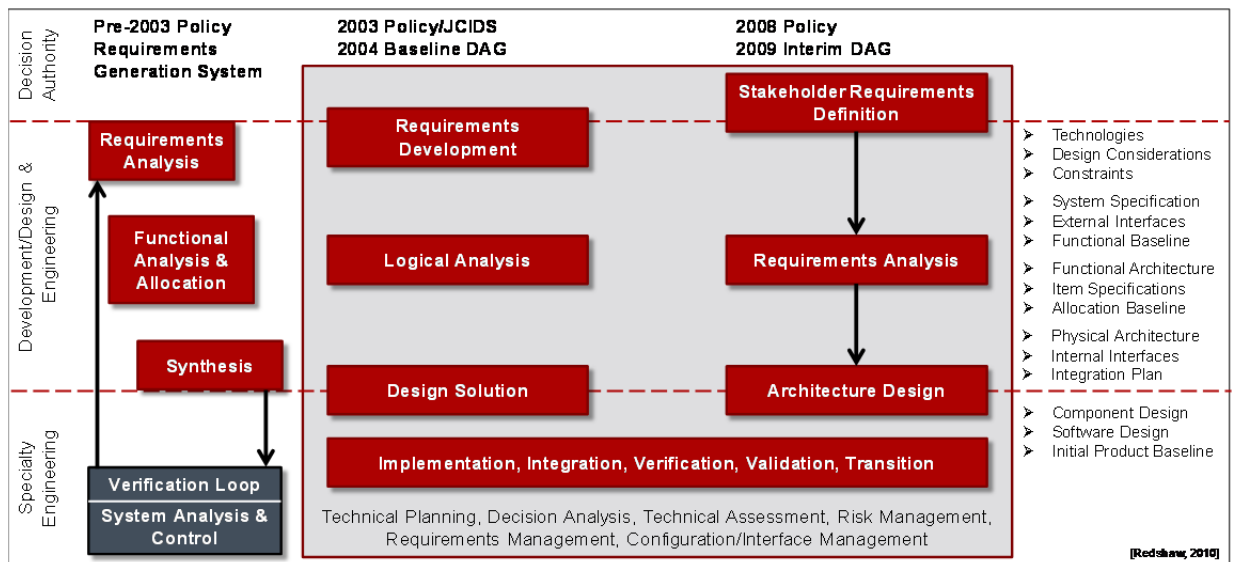 Pre-2003 Policy
Requirements
Generation System
2003 Policy/JCIDS
2004 Baseline DAG
2008 Policy
2009 Interim DAG
Decision
Authority
Development/Design &
Engineering
Specialty
Engineering
Requirements
Analysis
Functional
Analysis &
Allocation
Synthesis
Verification Loop
System Analysis &
Control
Requirements
Development
Logical Analysis
Design Solution
Stakeholder Requirements
Definition
Requirements Analysis
Architecture Design
Implementation, Integration, Verification, Validation, Transition
Technical Planning, Decision Analysis, Technical Assessment, Risk Management,
Requirements Management, Configuration/Interface Management
➢ Technologies
➢ Design Considerations
➢ Constraints
➢ System Specification
➢ External Interfaces
➢ Functional Baseline
➢ Functional Architecture
➢ Item Specifications
➢ Allocation Baseline
➢ Physical Architecture
➢ Internal Interfaces
➢ Integration Plan
➢ Component Design
➢ Software Design
➢ Initial Product Baseline
[Redshaw, 2010]